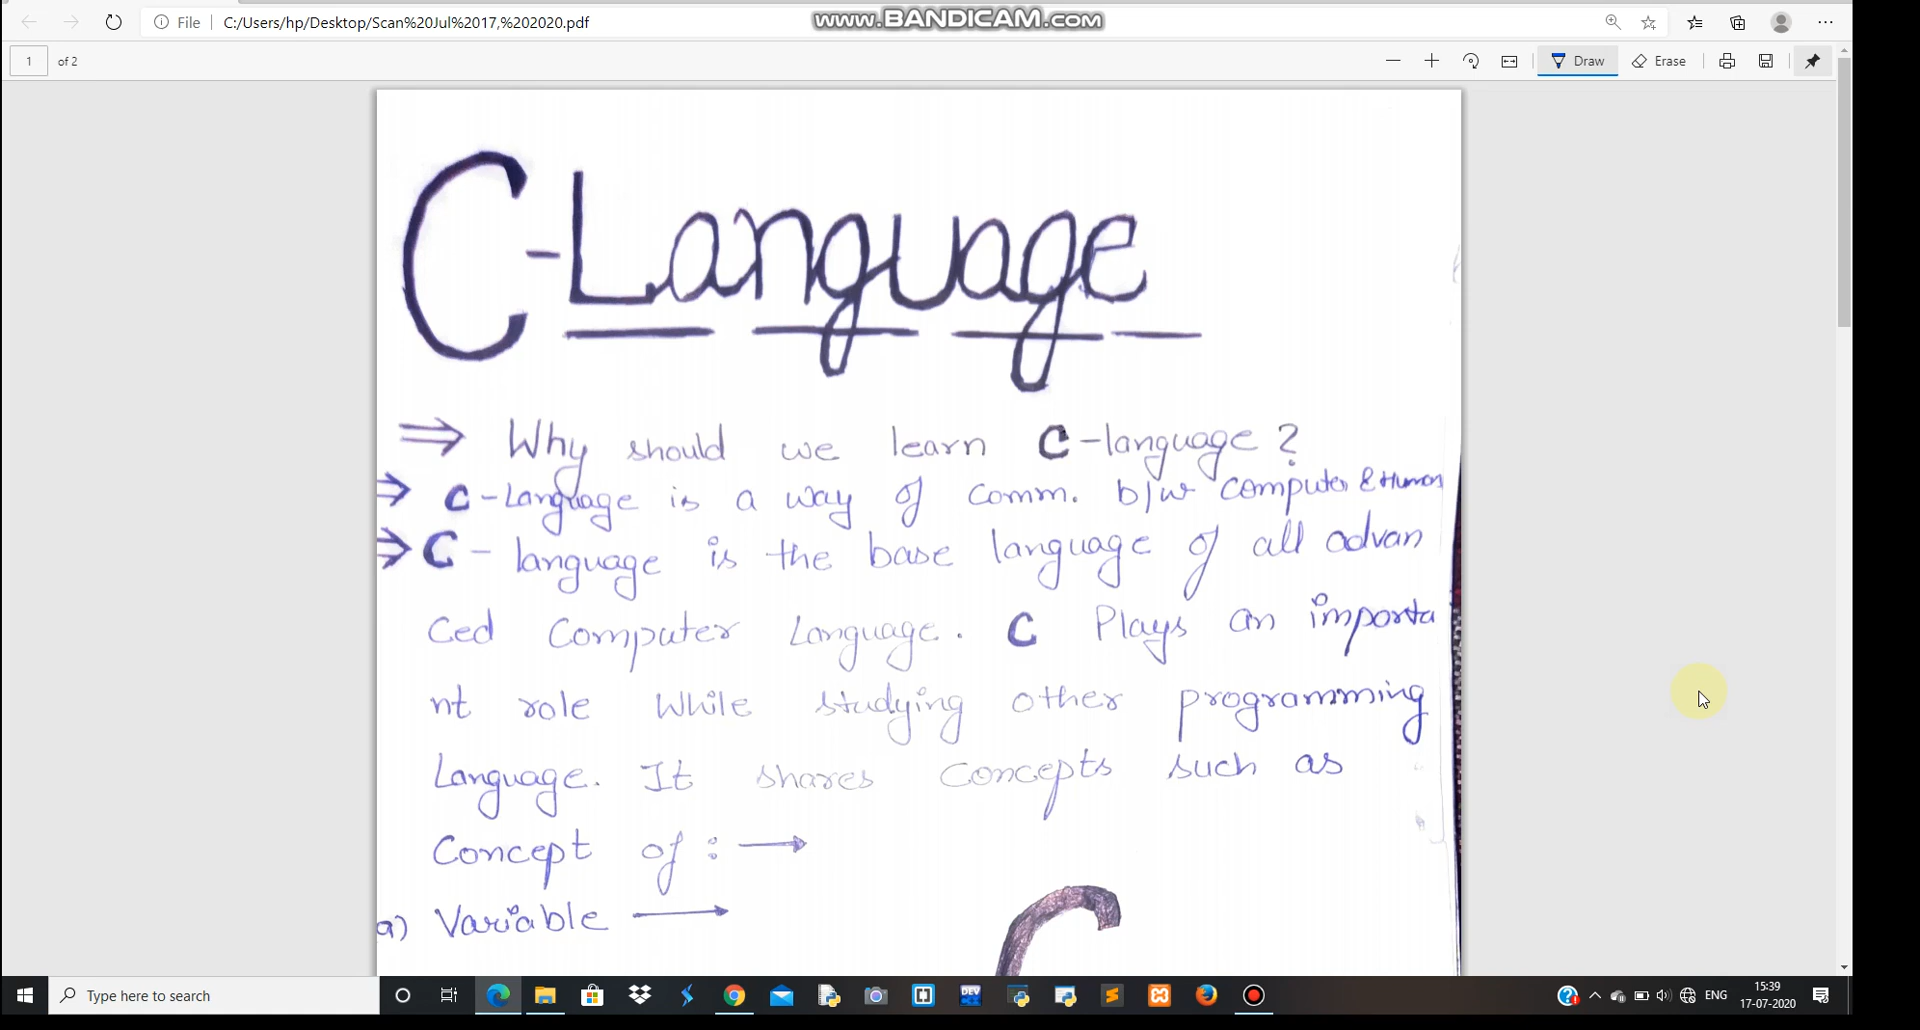 www.BANDICAM.com
File C:/Users/hp/Desktop/Scan%20Jul%2017,%202020.pdf
1 of 2
Draw Erase
C-Language
⇒ Why should we learn C-language?
⇒ C-Language is a way of comm. b/w computer & Human
⇒ C-language is the base language of all advan
ced Computer Language. C Plays an importa
nt role While studying other programming
Language. It shares Concepts such as
Concept of : →
a) Variable →
C
Type here to search
DEV
ENG
15:39
17-07-2020